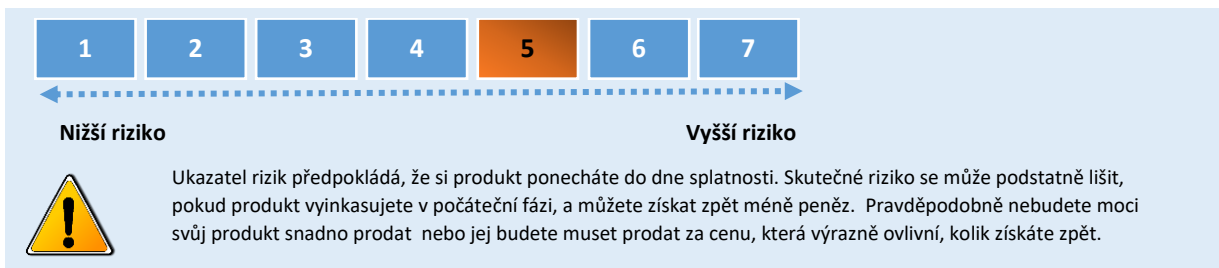 1 2 3 4 5 6 7
Nižší riziko Vyšší riziko
Ukazatel rizik předpokládá, že si produkt ponecháte do dne splatnosti. Skutečné riziko se může podstatně lišit,
pokud produkt vyinkasujete v počáteční fázi, a můžete získat zpět méně peněz. Pravděpodobně nebudete moci
svůj produkt snadno prodat nebo jej budete muset prodat za cenu, která výrazně ovlivní, kolik získáte zpět.